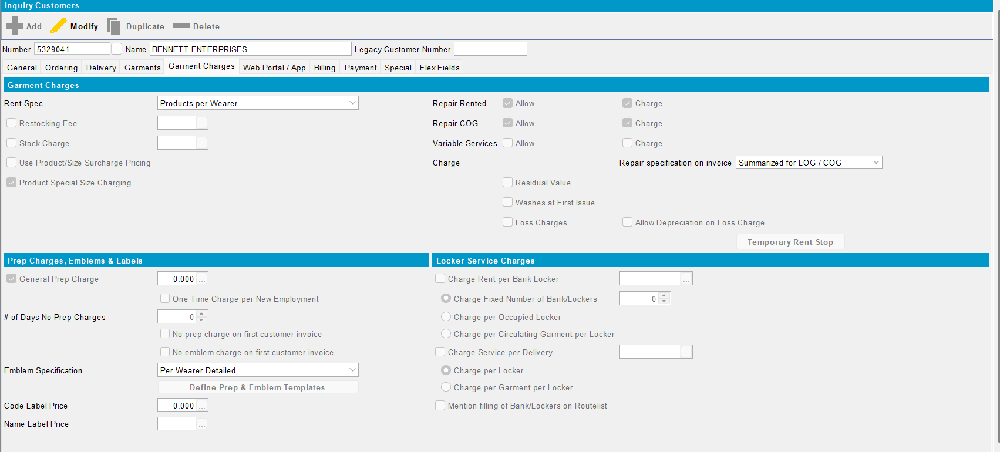 Inquiry Customers
Add Modify Duplicate Delete
Number 5329041 ... Name BENNETT ENTERPRISES Legacy Customer Number
General Ordering Delivery Garments Garment Charges Web Portal / App Billing Payment Special Flex Fields
Garment Charges
Rent Spec. Products per Wearer Repair Rented Allow Charge
Restocking Fee ... Repair COG Allow Charge
Stock Charge ... Variable Services Allow Charge
Use Product/Size Surcharge Pricing Charge Repair specification on invoice Summarized for LOG / COG
Product Special Size Charging Residual Value
Washes at First Issue
Loss Charges Allow Depreciation on Loss Charge
Temporary Rent Stop
Prep Charges, Emblems & Labels
General Prep Charge 0.000 ...
One Time Charge per New Employment
# of Days No Prep Charges 0
No prep charge on first customer invoice
No emblem charge on first customer invoice
Emblem Specification Per Wearer Detailed
Define Prep & Emblem Templates
Code Label Price 0.000 ...
Name Label Price ...
Locker Service Charges
Charge Rent per Bank Locker ...
Charge Fixed Number of Bank/Lockers 0
Charge per Occupied Locker
Charge per Circulating Garment per Locker
Charge Service per Delivery ...
Charge per Locker
Charge per Garment per Locker
Mention filling of Bank/Lockers on Routelist